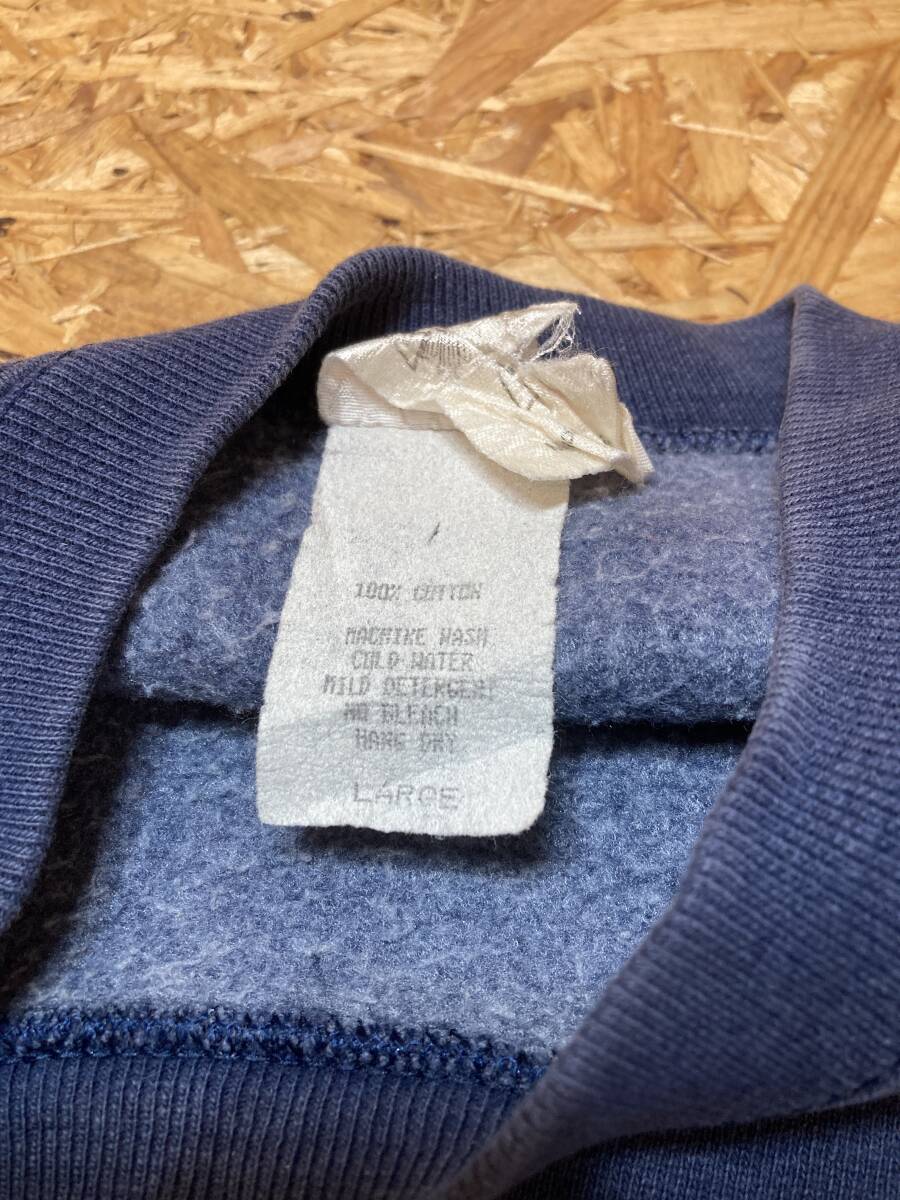 100% COTTON
MACHINE WASH
COLD WATER
MILD DETERGENT
NO BLEACH
HANG DRY
LARGE